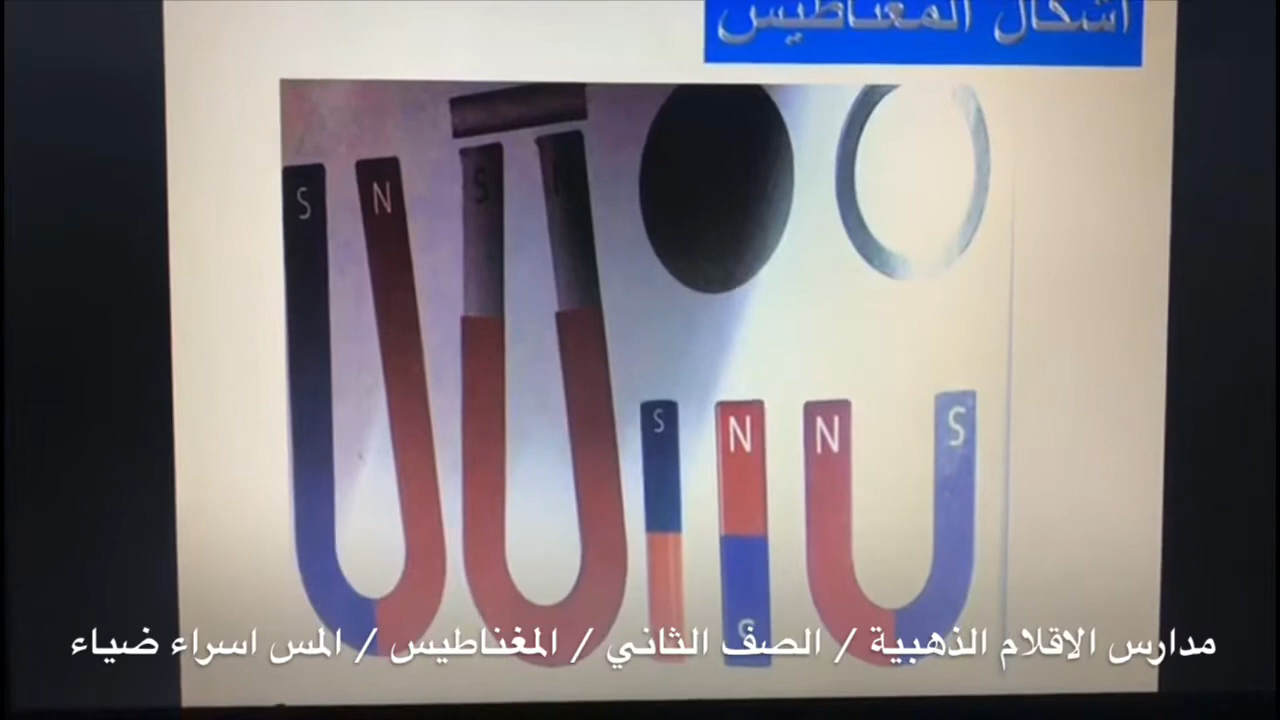 أشكال المغناطيس
S N S
S N N S
S
مدارس الاقلام الذهبية / الصف الثاني / المغناطيس / المس اسراء ضياء